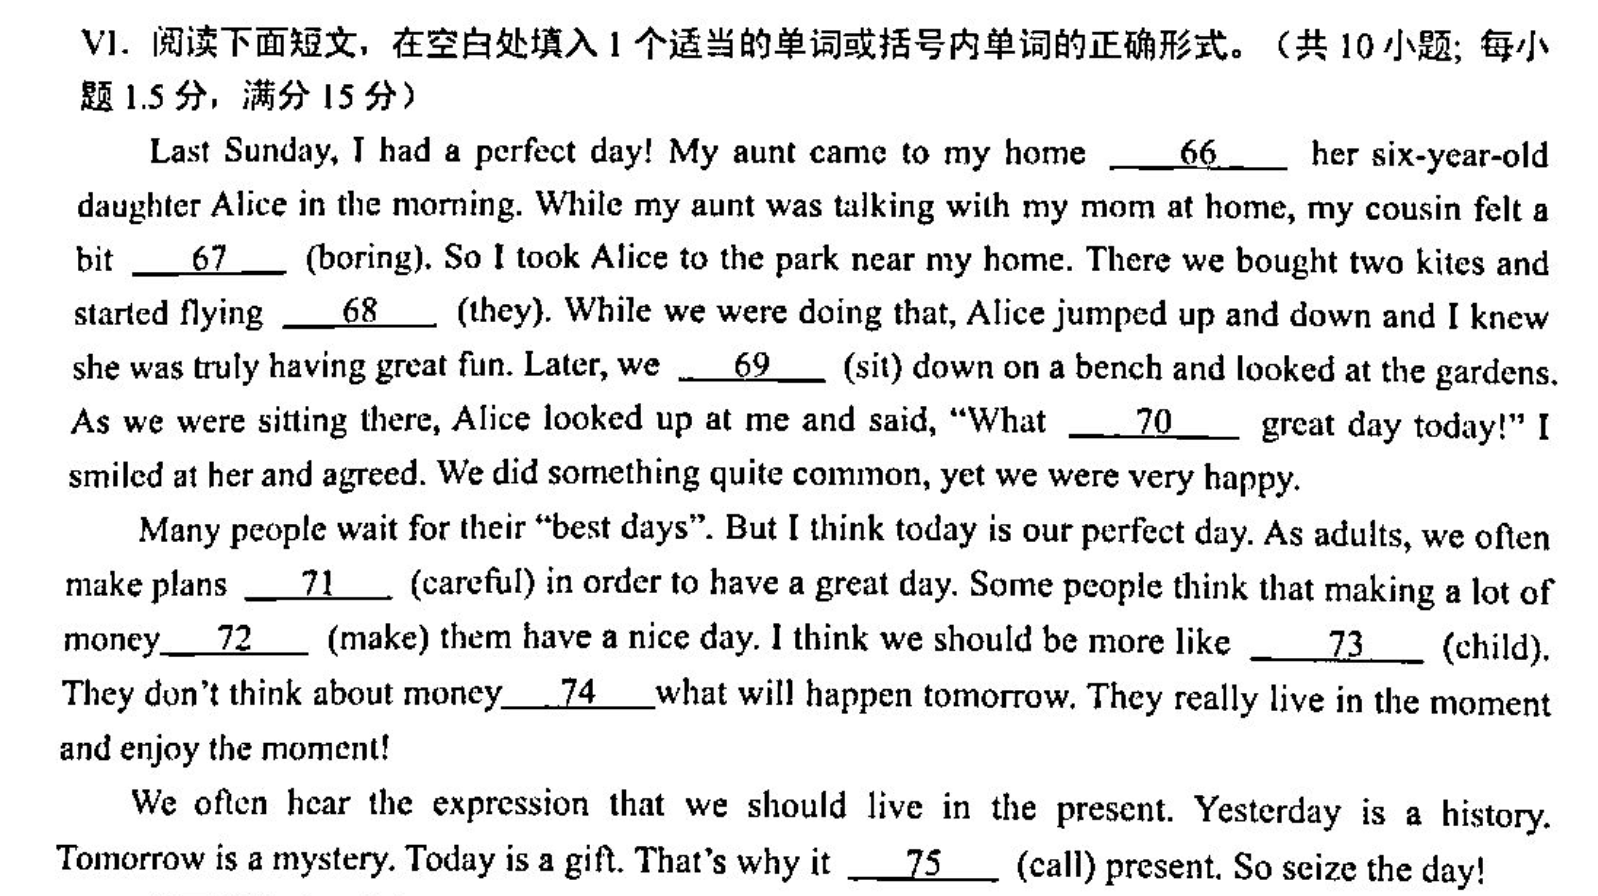 VI. 阅读下面短文，在空白处填入 1 个适当的单词或括号内单词的正确形式。（共 10 小题; 每小
题 1.5 分，满分 15 分）
Last Sunday, I had a perfect day! My aunt came to my home ___66___ her six-year-old
daughter Alice in the morning. While my aunt was talking with my mom at home, my cousin felt a
bit ___67___ (boring). So I took Alice to the park near my home. There we bought two kites and
started flying ___68___ (they). While we were doing that, Alice jumped up and down and I knew
she was truly having great fun. Later, we ___69___ (sit) down on a bench and looked at the gardens.
As we were sitting there, Alice looked up at me and said, “What ___70___ great day today!” I
smiled at her and agreed. We did something quite common, yet we were very happy.
Many people wait for their “best days”. But I think today is our perfect day. As adults, we often
make plans ___71___ (careful) in order to have a great day. Some people think that making a lot of
money___72___ (make) them have a nice day. I think we should be more like ___73___ (child).
They don’t think about money___74___what will happen tomorrow. They really live in the moment
and enjoy the moment!
We often hear the expression that we should live in the present. Yesterday is a history.
Tomorrow is a mystery. Today is a gift. That’s why it ___75___ (call) present. So seize the day!